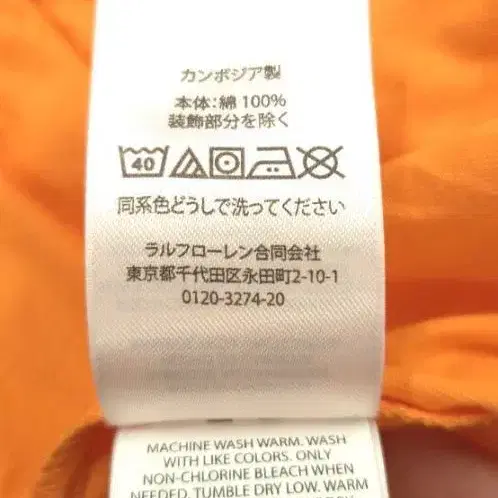 カンボジア製
本体:綿 100%
装飾部分を除く
40
同系色どうしで洗ってください
ラルフローレン合同会社
東京都千代田区永田町2-10-1
0120-3274-20
MACHINE WASH WARM. WASH
WITH LIKE COLORS. ONLY
NON-CHLORINE BLEACH WHEN
NEEDED. TUMBLE DRY LOW. WARM